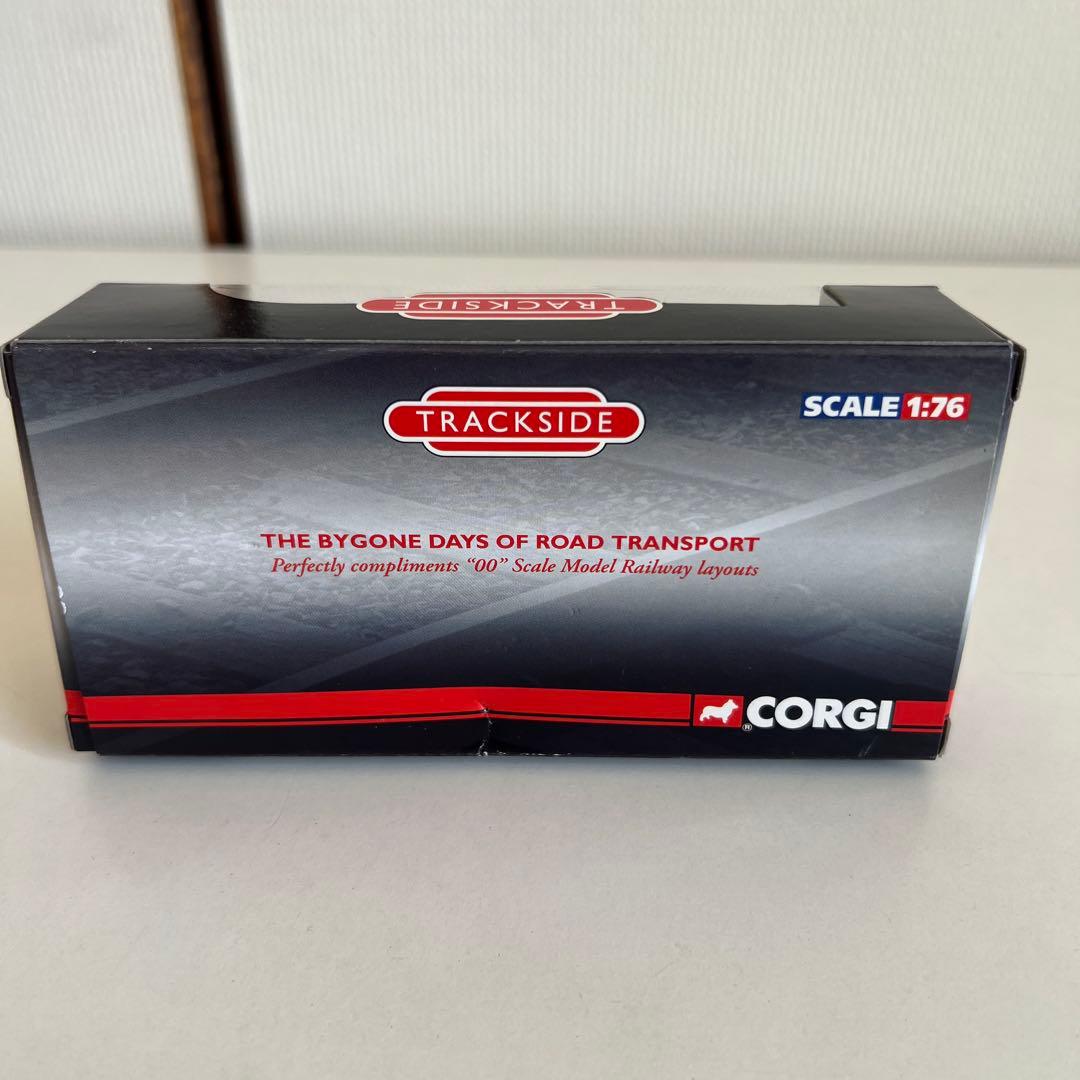 TRACKSIDE
TRACKSIDE
SCALE 1:76
THE BYGONE DAYS OF ROAD TRANSPORT
Perfectly compliments “00” Scale Model Railway layouts
® CORGI